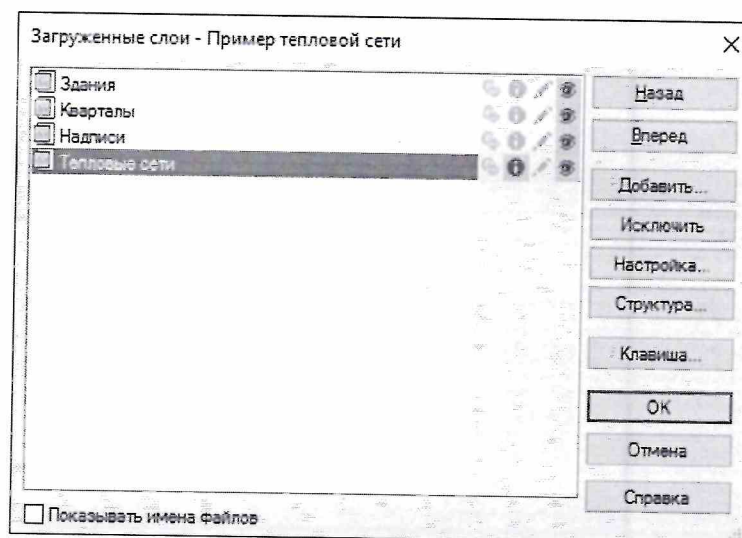 Загруженные слои - Пример тепловой сети
Здания
Кварталы
Надписи
Тепловые сети
Назад
Вперед
Добавить...
Исключить
Настройка...
Структура...
Клавиша...
OK
Отмена
Справка
Показывать имена файлов